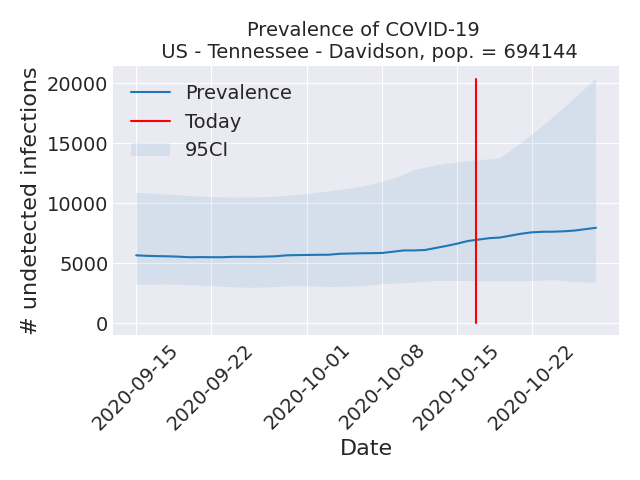 Prevalence of COVID-19
US - Tennessee - Davidson, pop. = 694144
# undetected infections
20000
15000
10000
5000
0
Prevalence
Today
95CI
2020-09-15
2020-09-22
2020-10-01
2020-10-08
2020-10-15
2020-10-22
Date